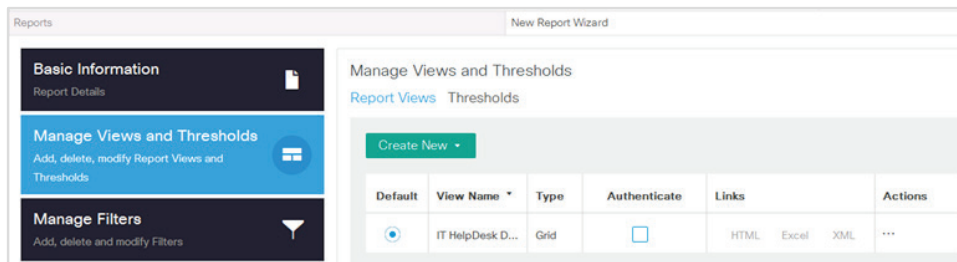 Reports
New Report Wizard
Basic Information
Report Details
Manage Views and Thresholds
Add, delete, modify Report Views and
Thresholds
Manage Filters
Add, delete and modify Filters
Manage Views and Thresholds
Report Views Thresholds
Create New
Default View Name Type Authenticate Links Actions
IT HelpDesk D... Grid HTML Excel XML ...